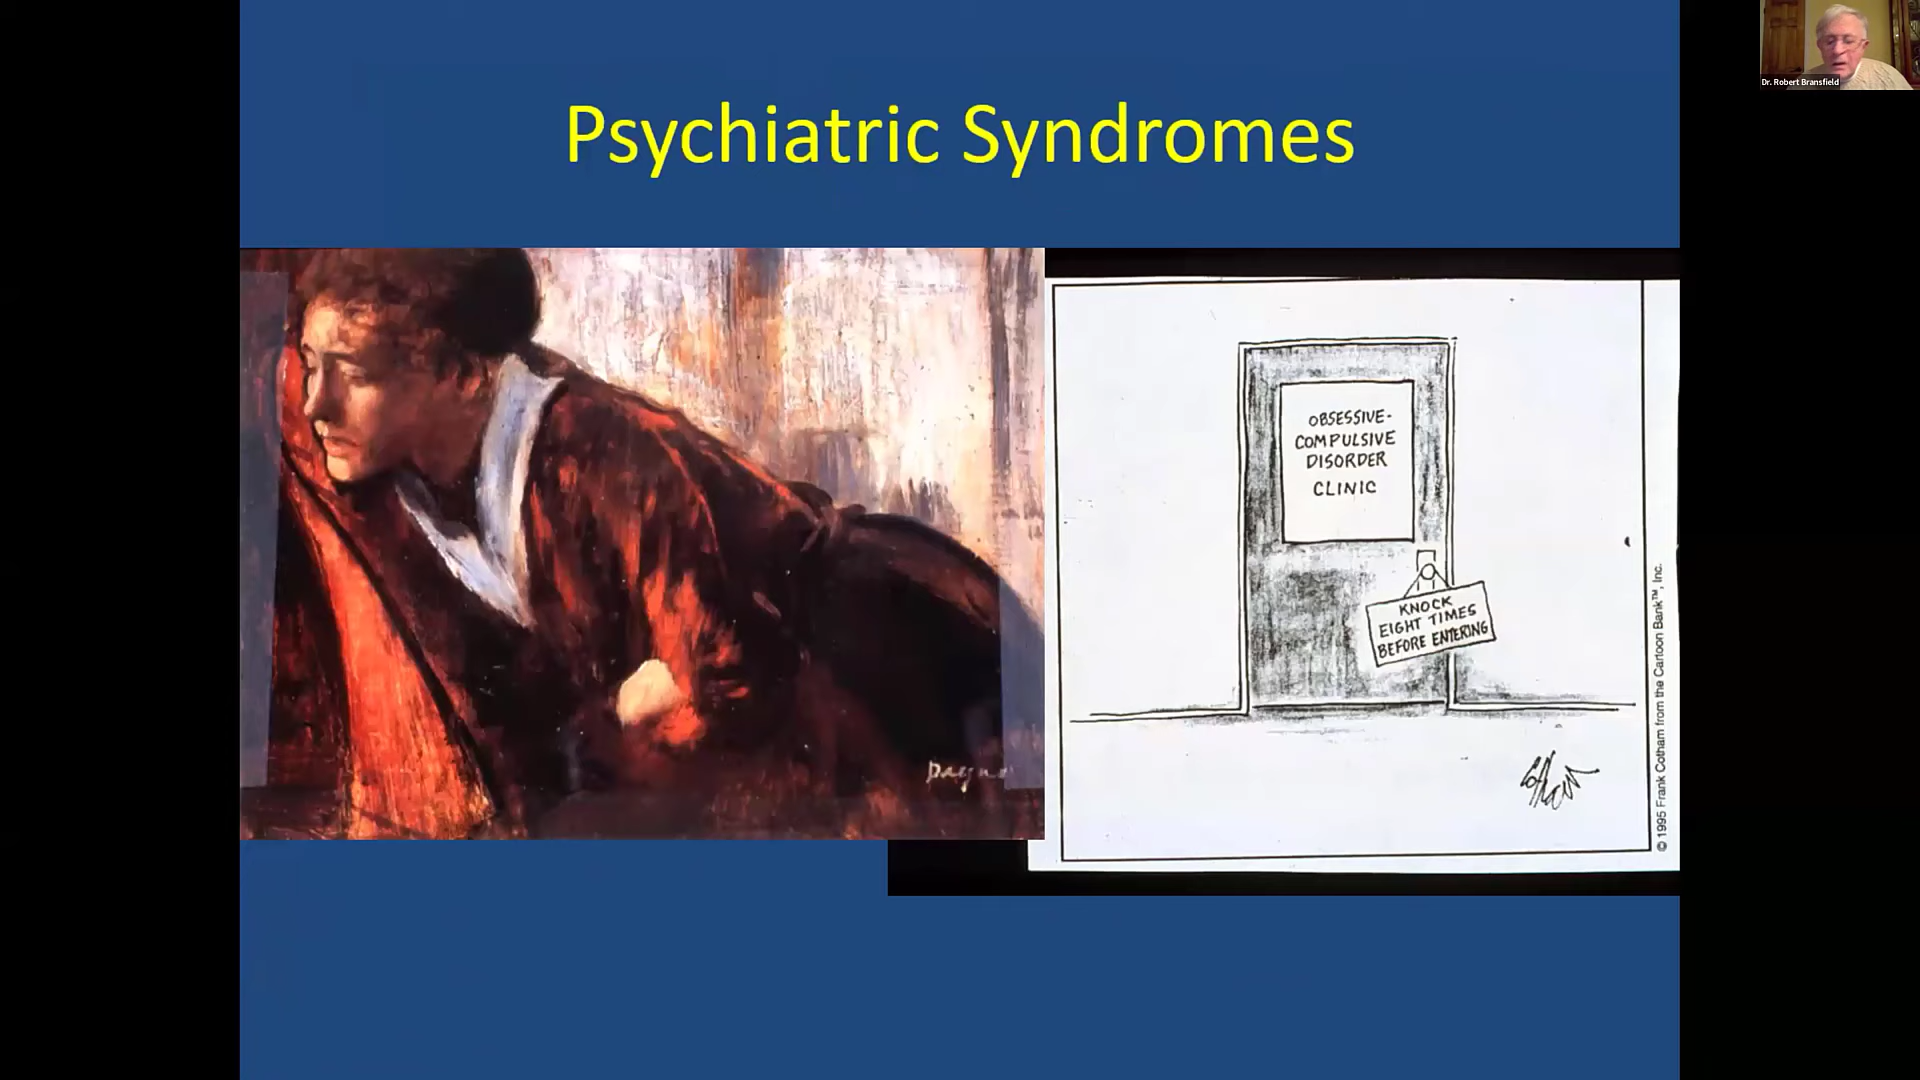 Psychiatric Syndromes
Dr. Robert Bransfield
OBSESSIVE-
COMPULSIVE
DISORDER
CLINIC
KNOCK
EIGHT TIMES
BEFORE ENTERING
© 1995 Frank Cotham from the Cartoon Bank™, Inc.